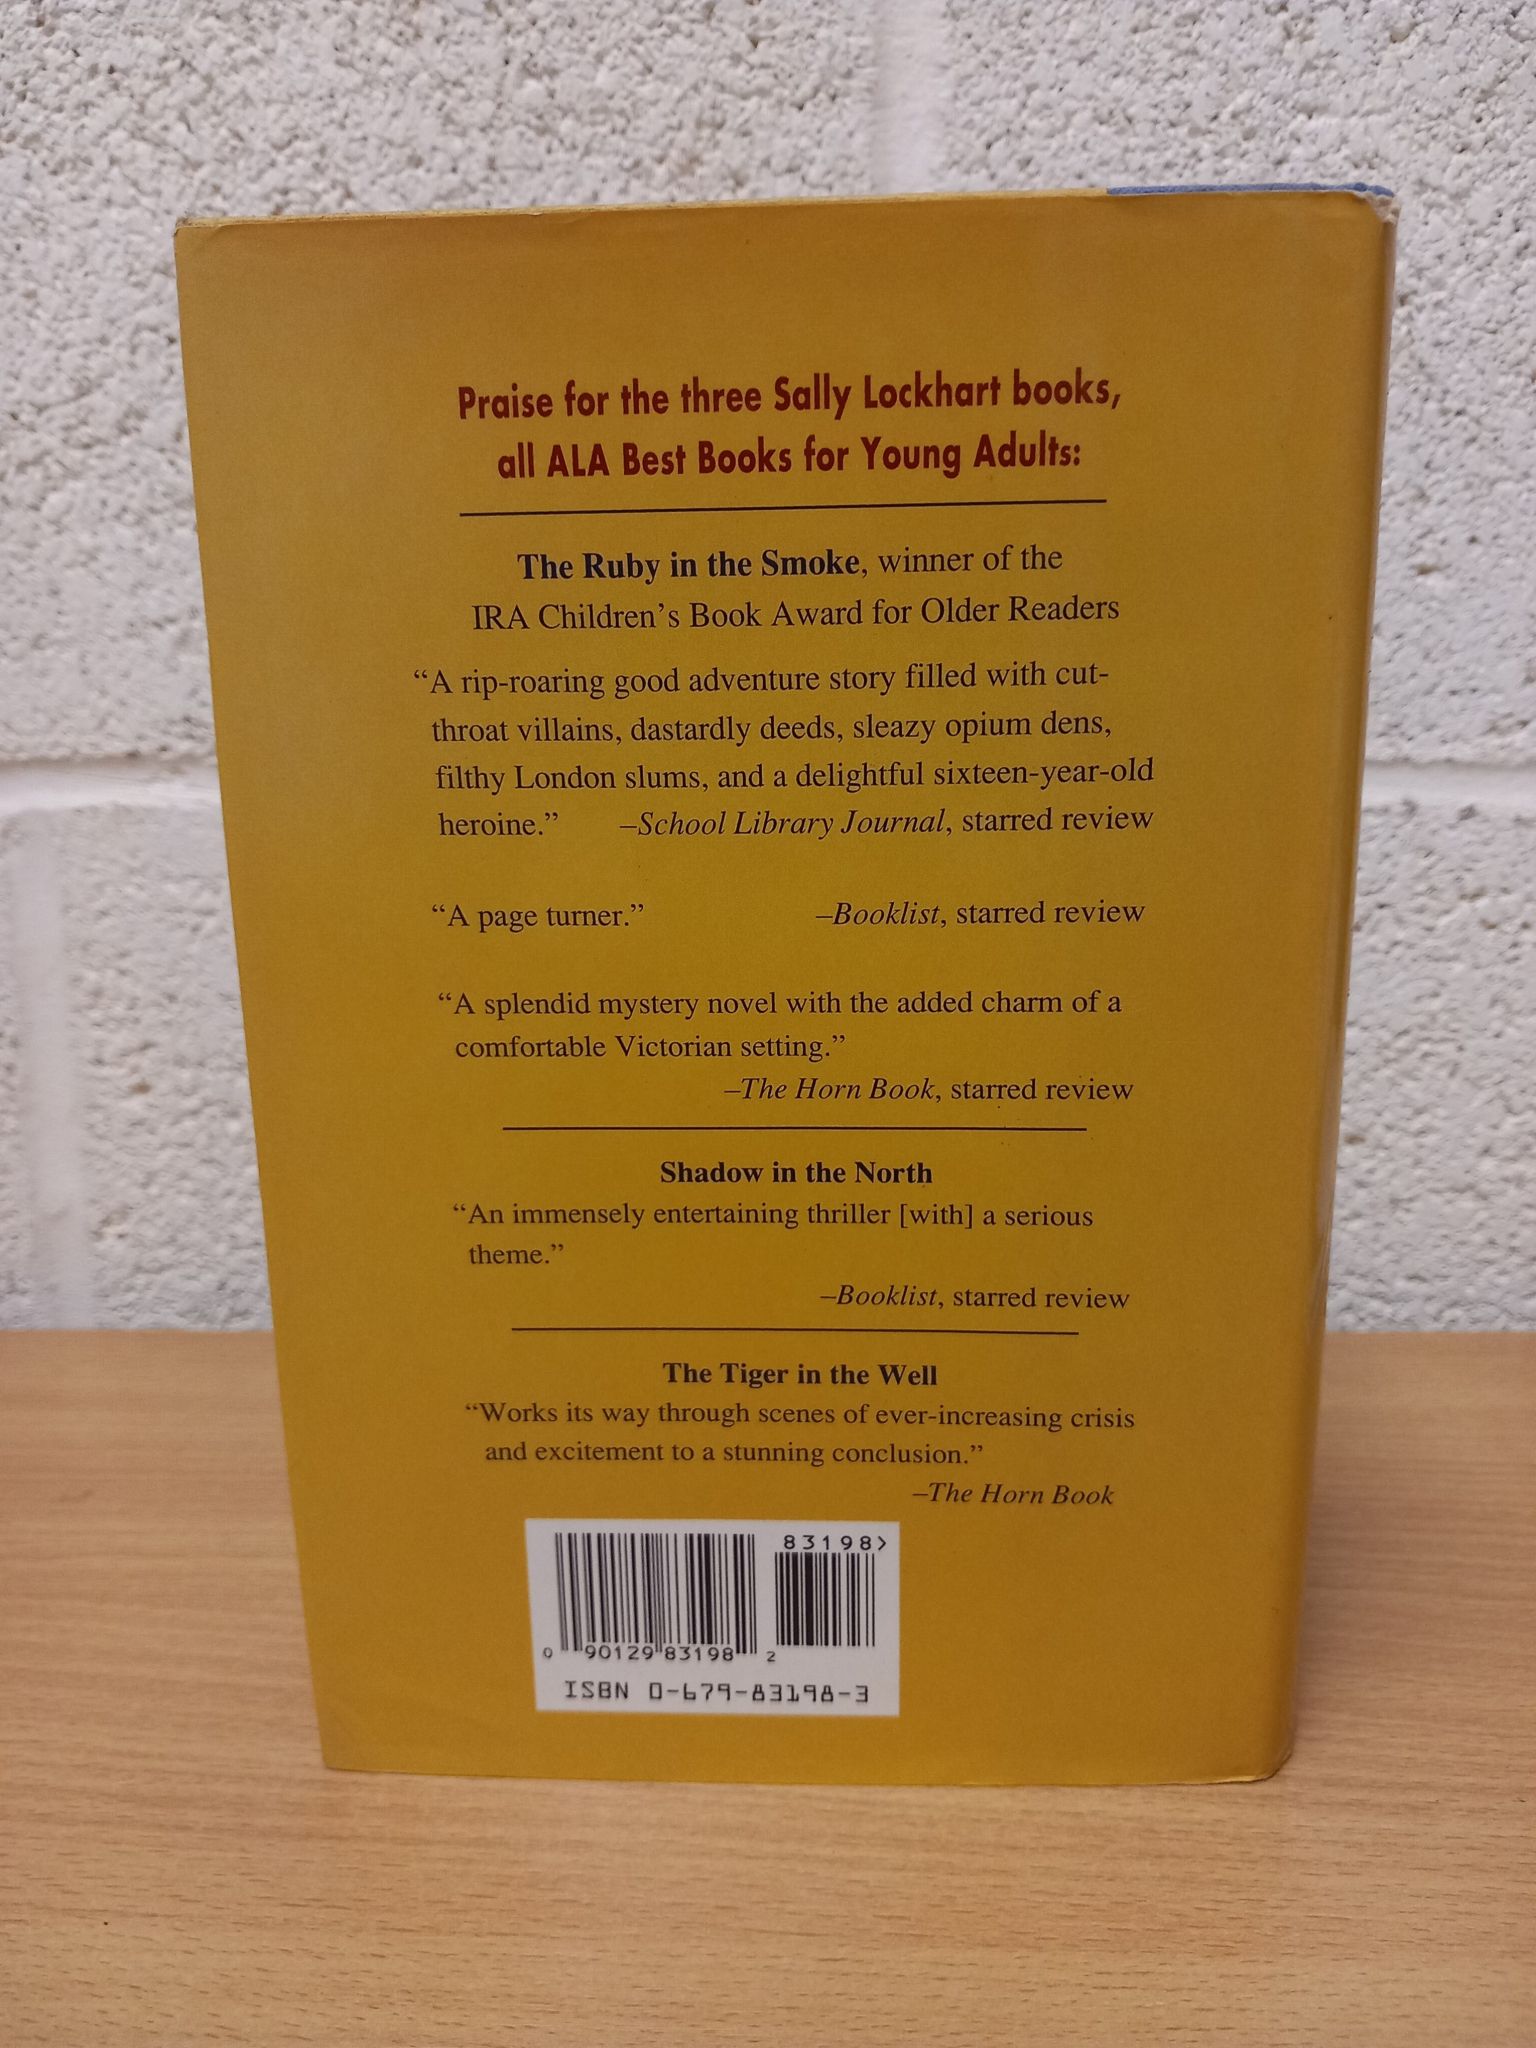 Praise for the three Sally Lockhart books,
all ALA Best Books for Young Adults:
The Ruby in the Smoke, winner of the
IRA Children's Book Award for Older Readers
“A rip-roaring good adventure story filled with cut-
throat villains, dastardly deeds, sleazy opium dens,
filthy London slums, and a delightful sixteen-year-old
heroine.” –School Library Journal, starred review
“A page turner.” –Booklist, starred review
“A splendid mystery novel with the added charm of a
comfortable Victorian setting.”
–The Horn Book, starred review
Shadow in the North
“An immensely entertaining thriller [with] a serious
theme.”
–Booklist, starred review
The Tiger in the Well
“Works its way through scenes of ever-increasing crisis
and excitement to a stunning conclusion.”
–The Horn Book
83198>
0 90129 83198 2
ISBN 0-679-83198-3